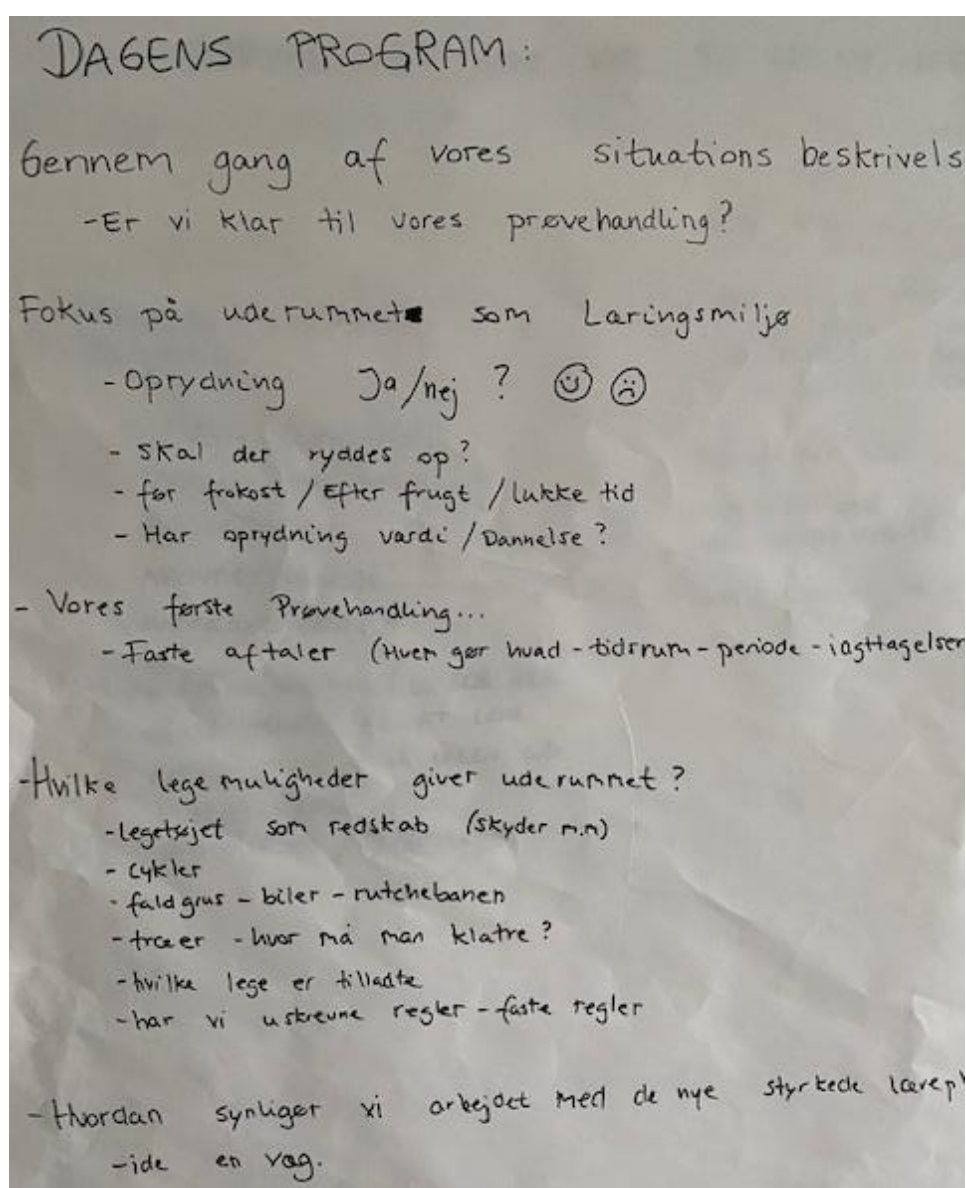 DAGENS PROGRAM:
Gennem gang af vores situations beskrivels
-Er vi klar til vores prøvehandling?
Fokus på uderummet som Læringsmiljø
- Oprydning Ja/nej ? ☺ ☹
- Skal der ryddes op?
- før frokost / Efter frugt / lukke tid
- Har oprydning værdi / Dannelse?
- Vores første Prøvehandling...
- Faste aftaler (Hvem gør hvad - tidsrum - periode - iagttagelser
-Hvilke lege muligheder giver uderummet?
-legetøjet som redskab (skyder m.m)
- cykler
- faldgrus - biler - rutchebanen
-træer - hvor må man klatre?
-hvilke lege er tilladte
-har vi uskrevne regler - faste regler
- Hvordan synliger vi arbejdet med de nye styrkede lærepl
-ide en væg.